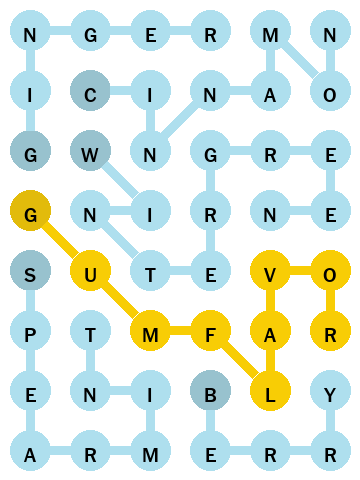 N G E R M N
I C I N A O
G W N G R E
G N I R N E
S U T E V O
P T M F A R
E N I B L Y
A R M E R R